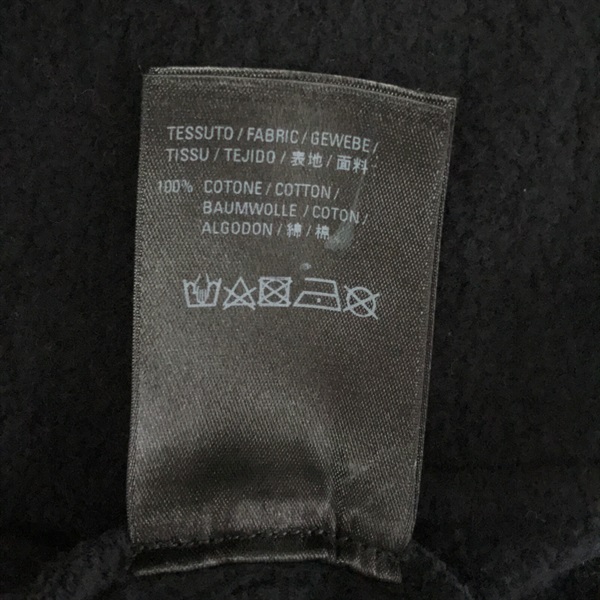 TESSUTO / FABRIC / GEWEBE /
TISSU / TEJIDO / 表地 / 面料
100% COTONE / COTTON /
BAUMWOLLE / COTON /
ALGODON / 綿 / 棉